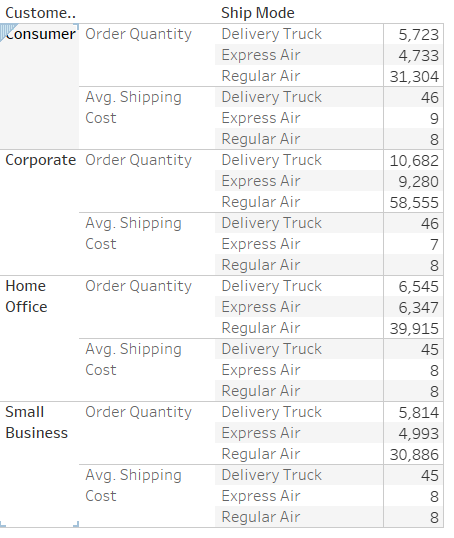 Custome.. Ship Mode
Consumer Order Quantity Delivery Truck 5,723
Express Air 4,733
Regular Air 31,304
Avg. Shipping Delivery Truck 46
Cost Express Air 9
Regular Air 8
Corporate Order Quantity Delivery Truck 10,682
Express Air 9,280
Regular Air 58,555
Avg. Shipping Delivery Truck 46
Cost Express Air 7
Regular Air 8
Home Order Quantity Delivery Truck 6,545
Office Express Air 6,347
Regular Air 39,915
Avg. Shipping Delivery Truck 45
Cost Express Air 8
Regular Air 8
Small Order Quantity Delivery Truck 5,814
Business Express Air 4,993
Regular Air 30,886
Avg. Shipping Delivery Truck 45
Cost Express Air 8
Regular Air 8